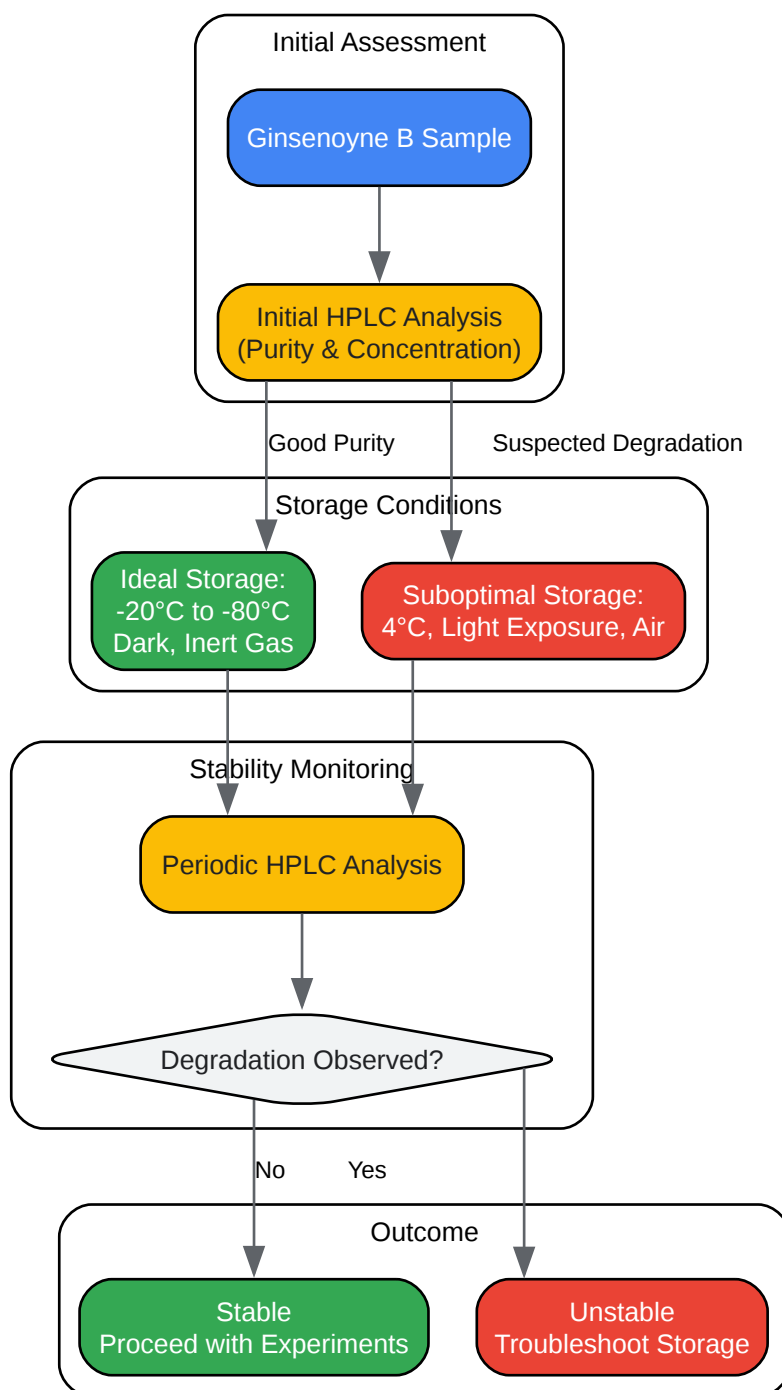 Initial Assessment
Ginsenoyne B Sample
Initial HPLC Analysis
(Purity & Concentration)
Good Purity
Suspected Degradation
Storage Conditions
Ideal Storage:
-20°C to -80°C
Dark, Inert Gas
Suboptimal Storage:
4°C, Light Exposure, Air
Stability Monitoring
Periodic HPLC Analysis
Degradation Observed?
No
Yes
Outcome
Stable
Proceed with Experiments
Unstable
Troubleshoot Storage